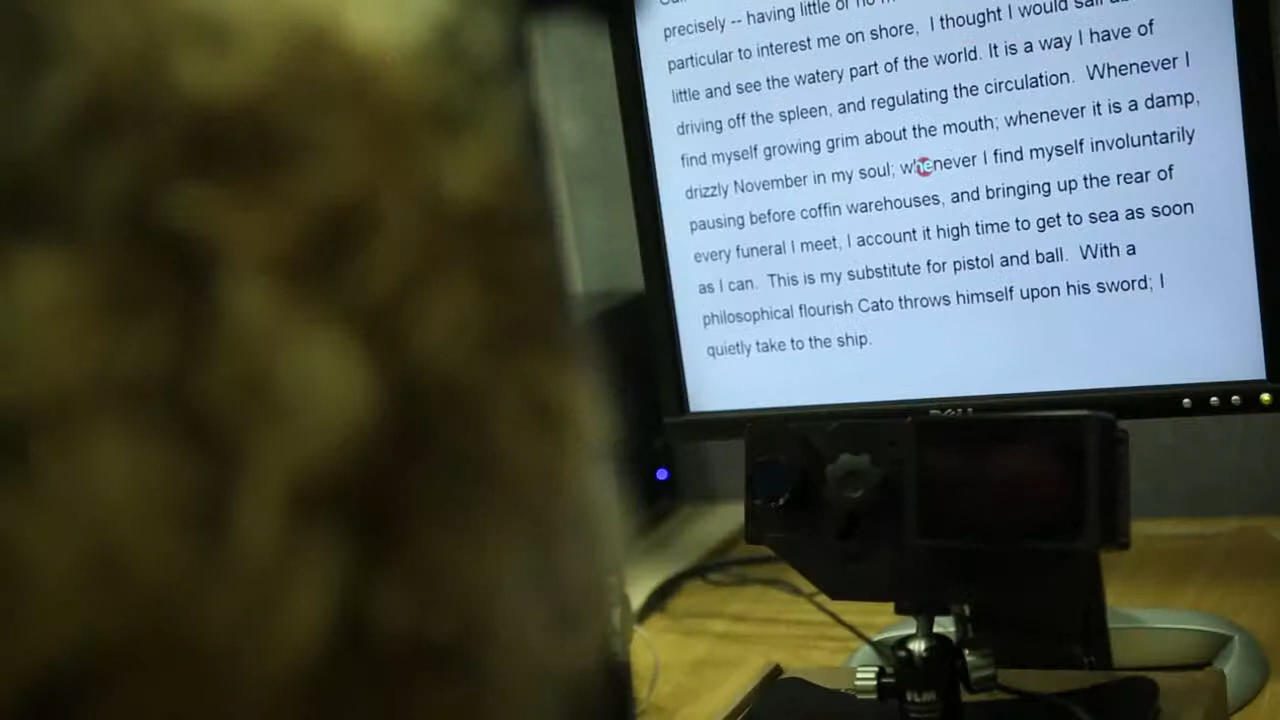 precisely -- having little or no
particular to interest me on shore, I thought I would sail
little and see the watery part of the world. It is a way I have of
driving off the spleen, and regulating the circulation. Whenever I
find myself growing grim about the mouth; whenever it is a damp,
drizzly November in my soul; whenever I find myself involuntarily
pausing before coffin warehouses, and bringing up the rear of
every funeral I meet, I account it high time to get to sea as soon
as I can. This is my substitute for pistol and ball. With a
philosophical flourish Cato throws himself upon his sword; I
quietly take to the ship.
DELL